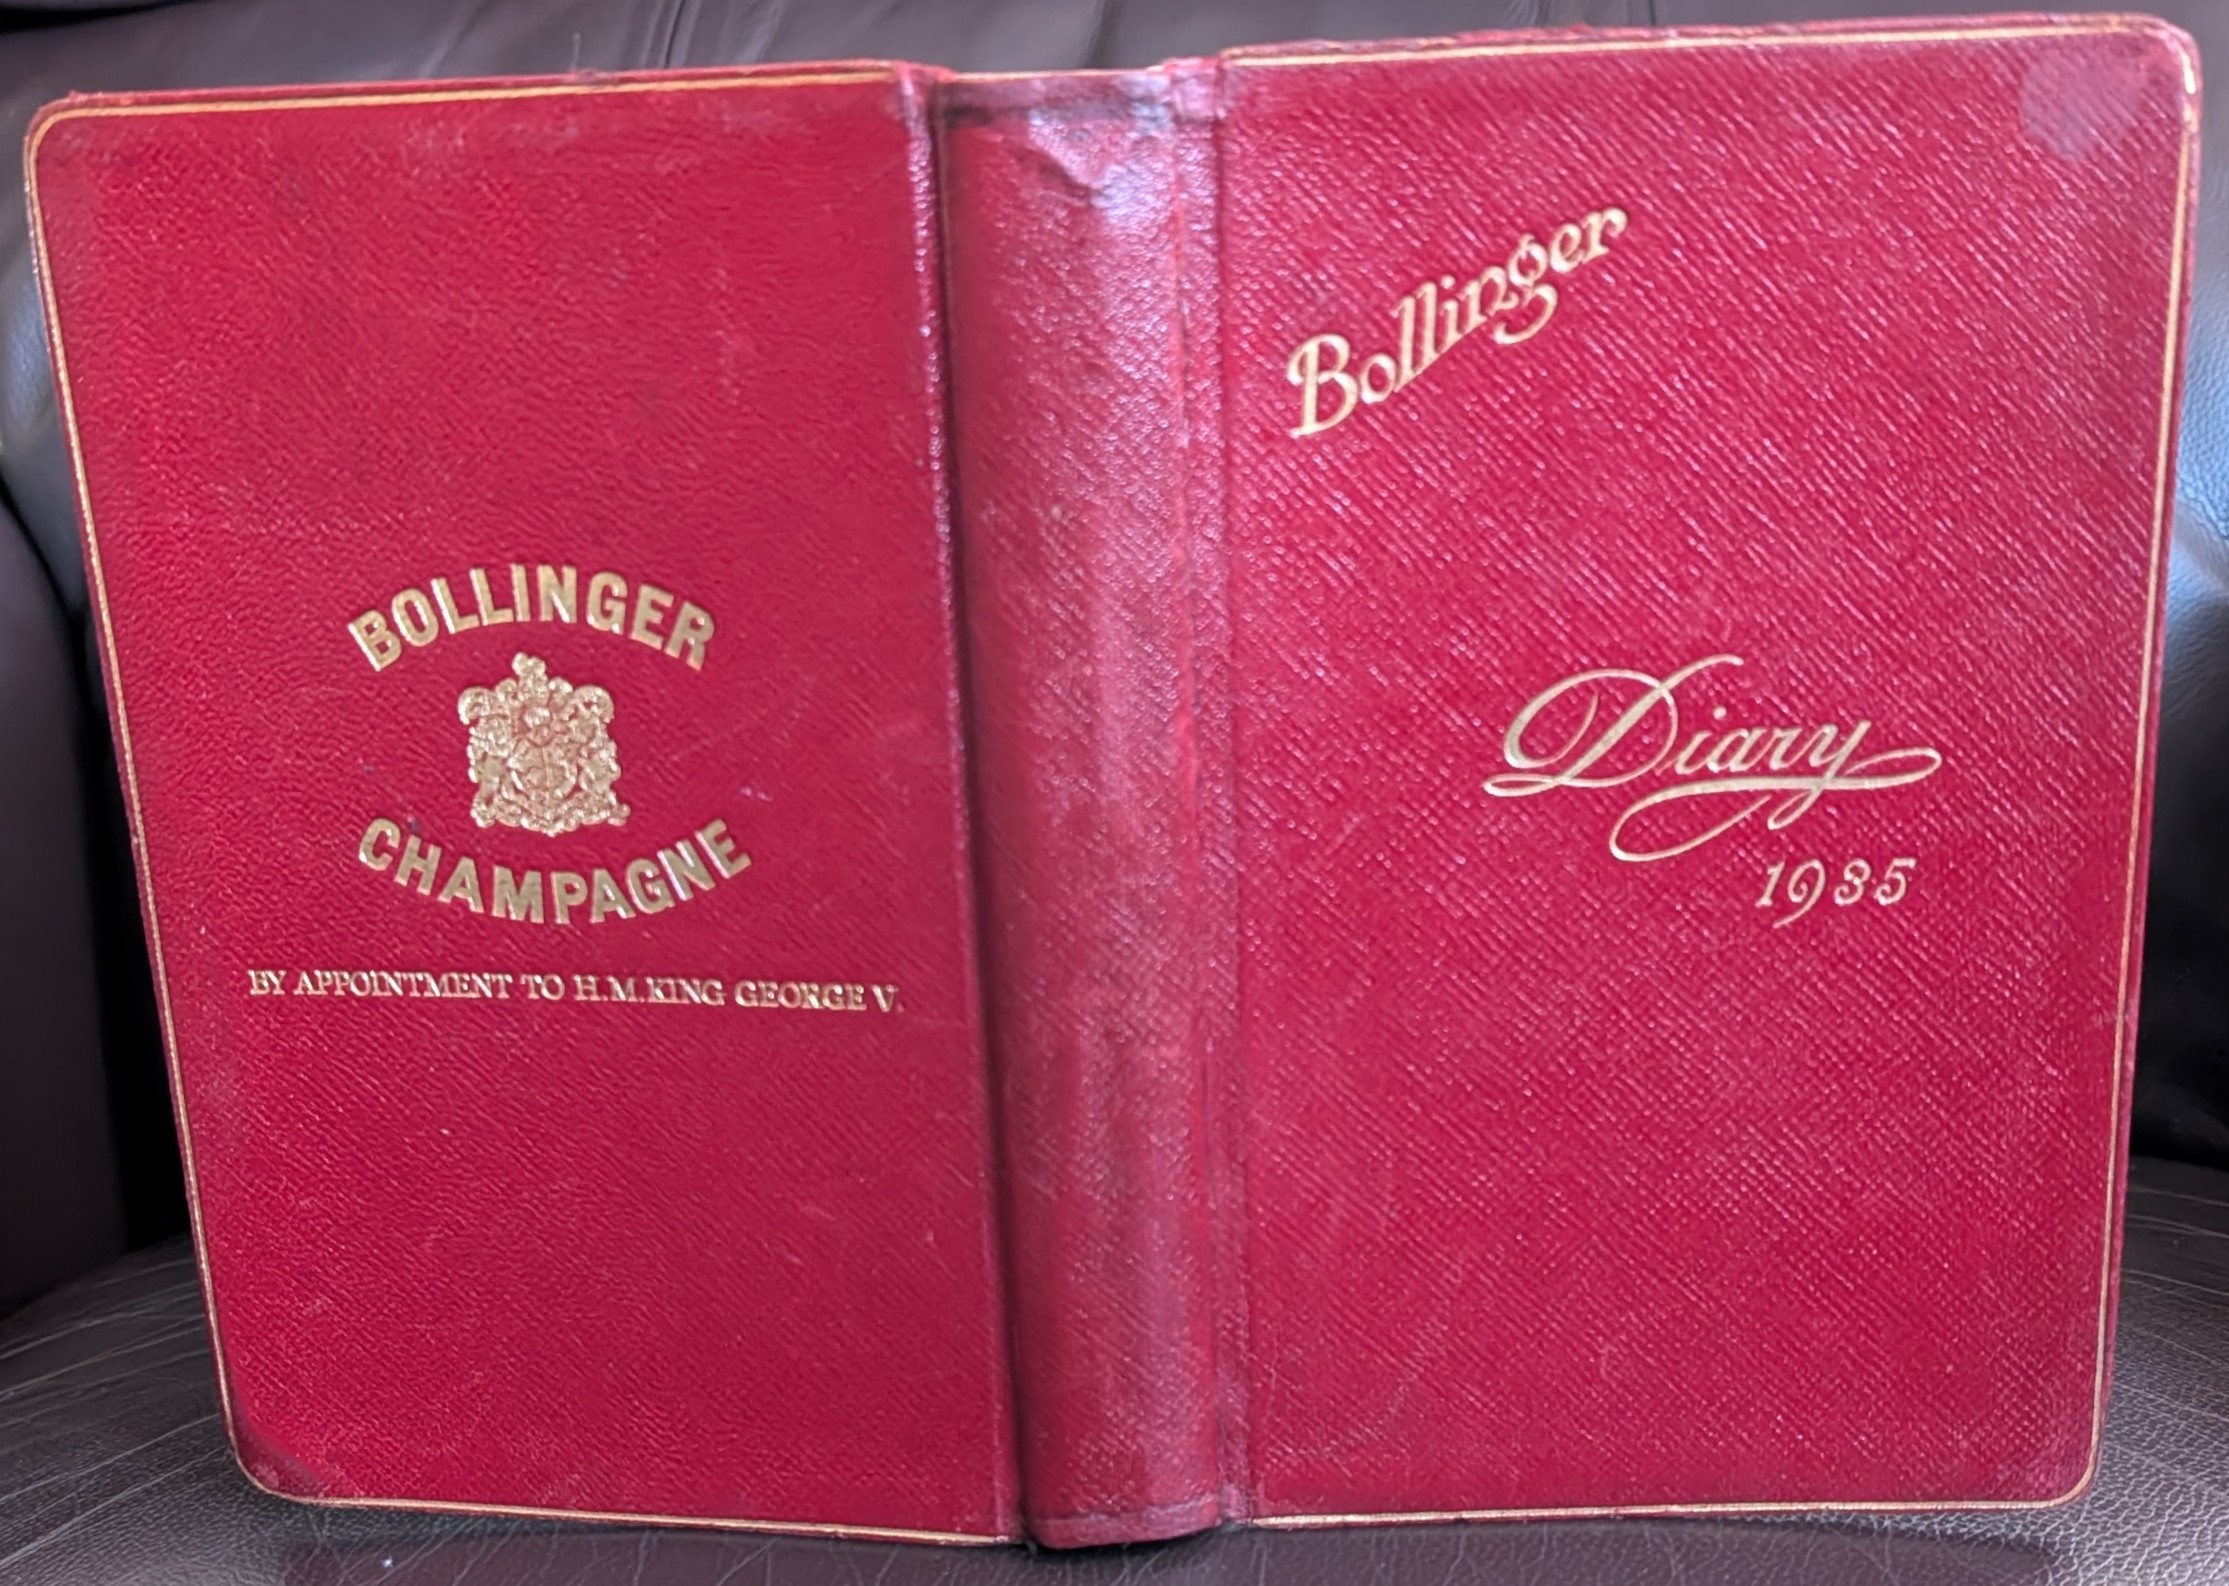 BOLLINGER
CHAMPAGNE
BY APPOINTMENT TO H.M.KING GEORGE V.
Bollinger
Diary
1935